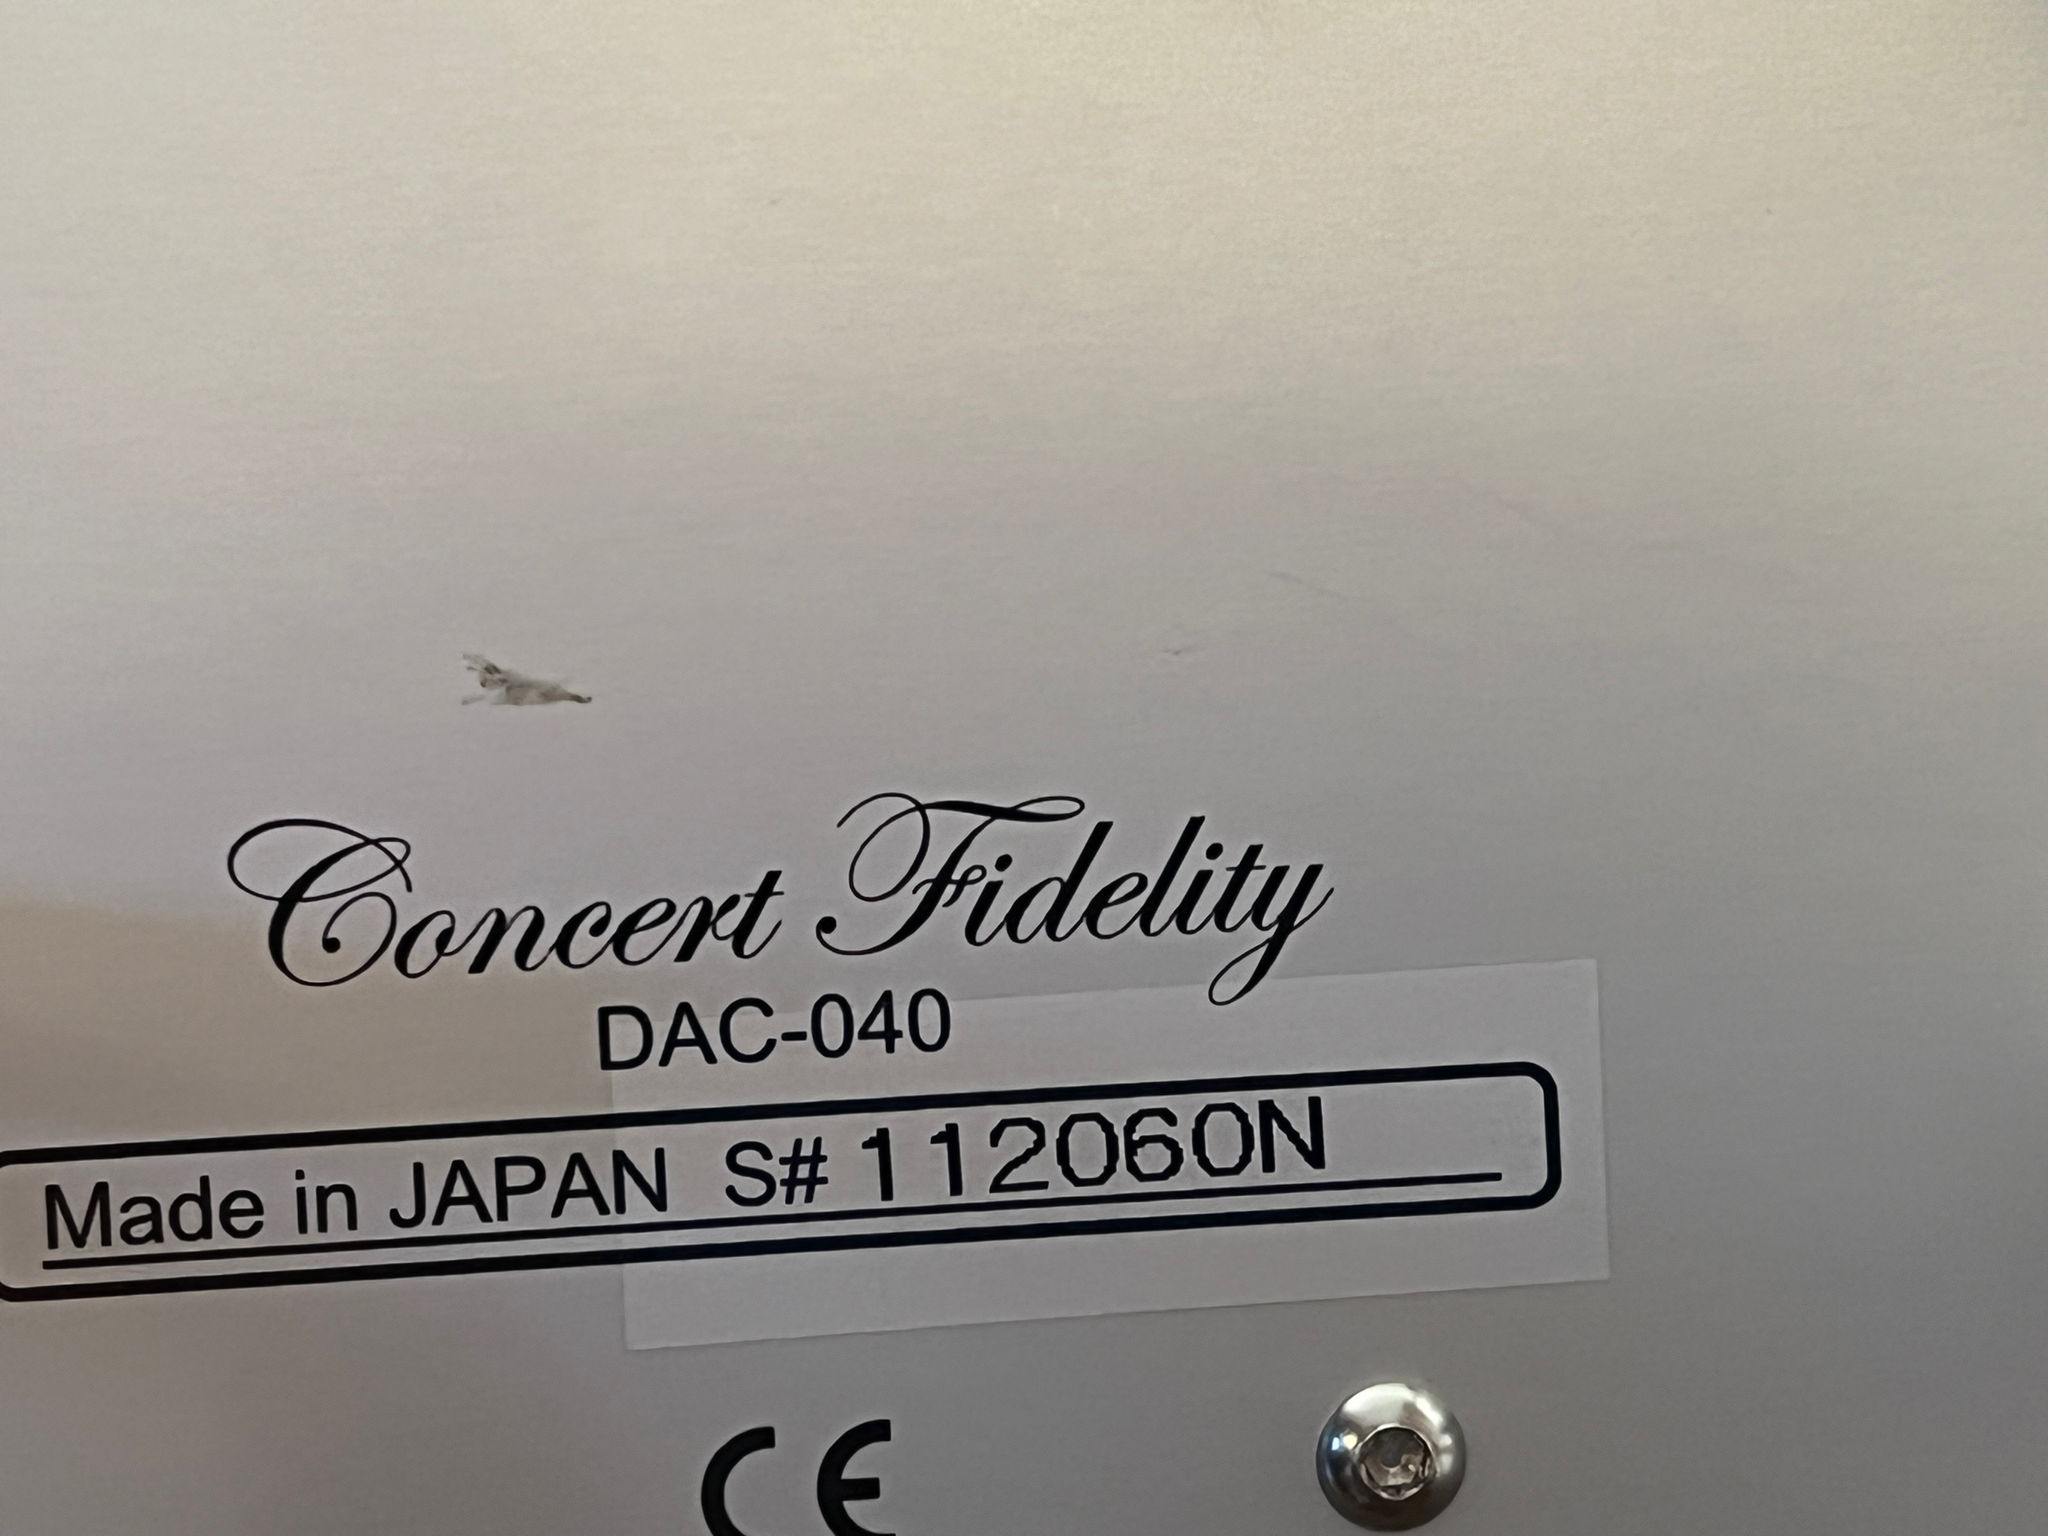 Concert Fidelity
DAC-040
Made in JAPAN S# 112060N
CE